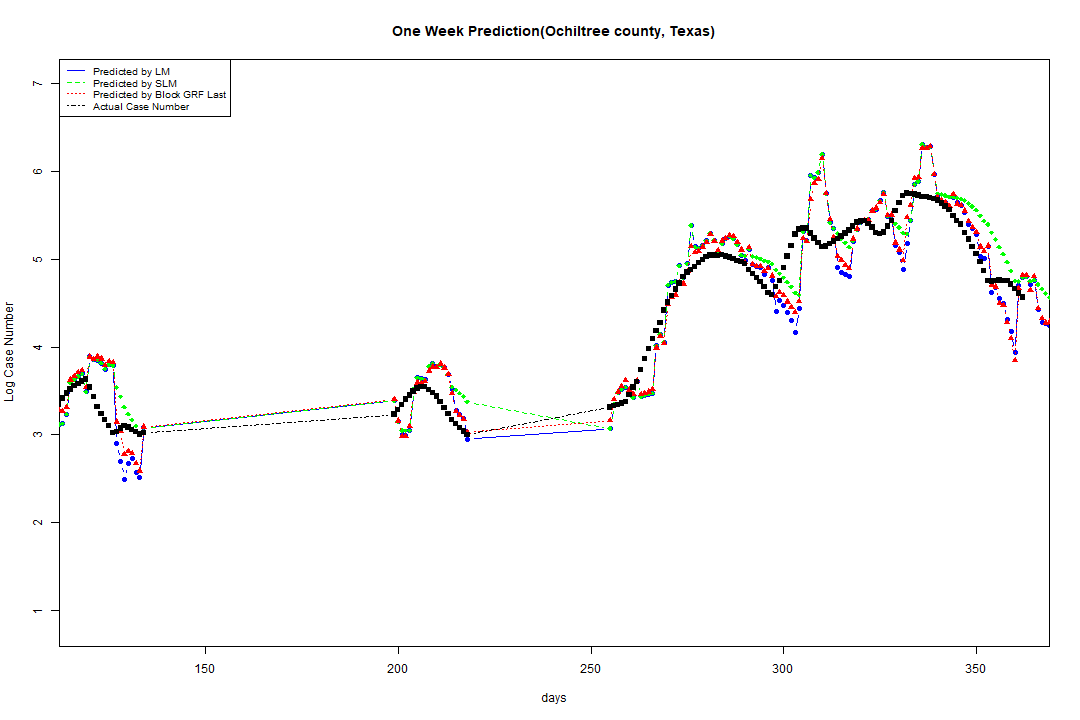 One Week Prediction(Ochiltree county, Texas)
Predicted by LM
Predicted by SLM
Predicted by Block GRF Last
Actual Case Number
Log Case Number
7
6
5
4
3
2
1
150
200
250
300
350
days